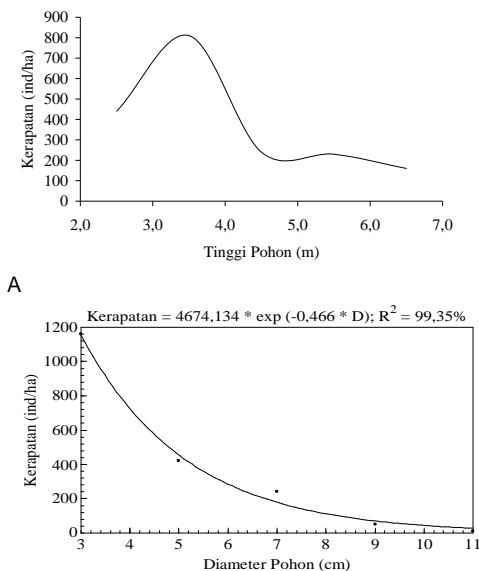 900
800
700
600
500
400
300
200
100
0
Kerapatan (ind/ha)
2,0 3,0 4,0 5,0 6,0 7,0
Tinggi Pohon (m)
A
Kerapatan = 4674,134 * exp (-0,466 * D); R² = 99,35%
1200
1000
800
600
400
200
0
Kerapatan (ind/ha)
3 4 5 6 7 8 9 10 11
Diameter Pohon (cm)